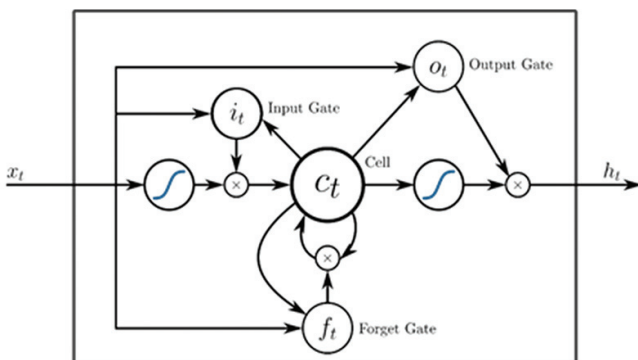 o_t Output Gate
i_t Input Gate
Cell
x_t
×
c_t
×
h_t
×
f_t Forget Gate